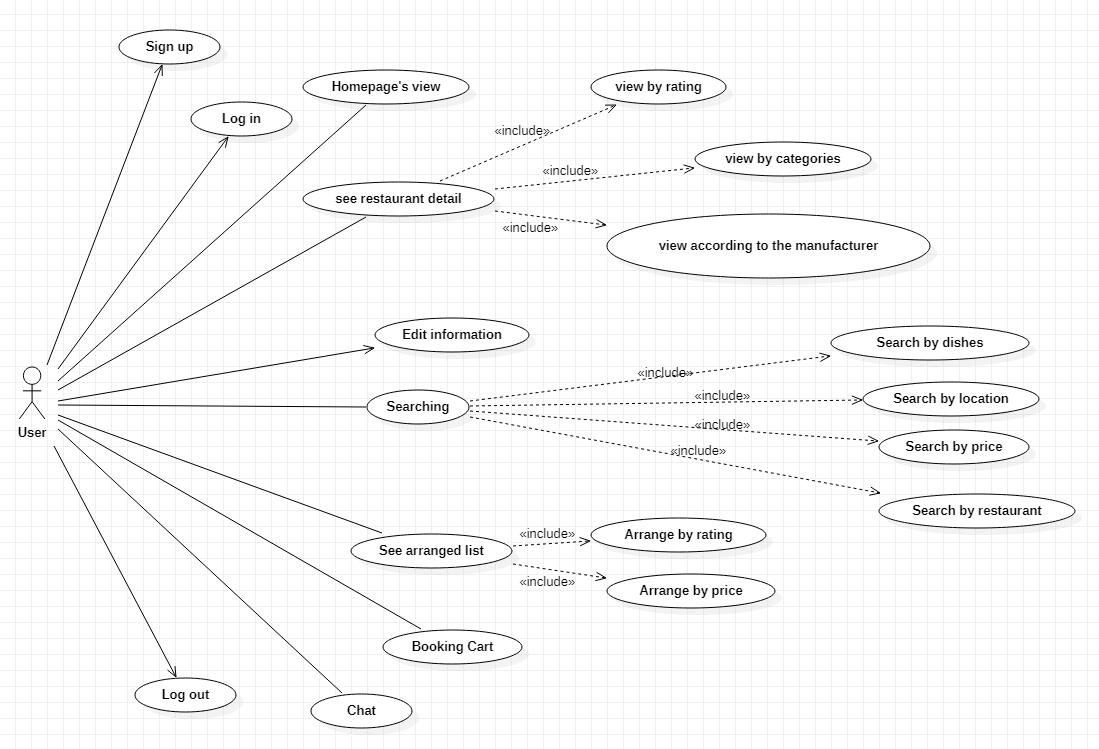 Sign up
Homepage's view
view by rating
Log in
«include»
view by categories
«include»
see restaurant detail
«include»
view according to the manufacturer
Edit information
Search by dishes
«include»
Searching
«include»
Search by location
User
«include»
Search by price
«include»
Search by restaurant
See arranged list
«include»
Arrange by rating
«include»
Arrange by price
Booking Cart
Log out
Chat